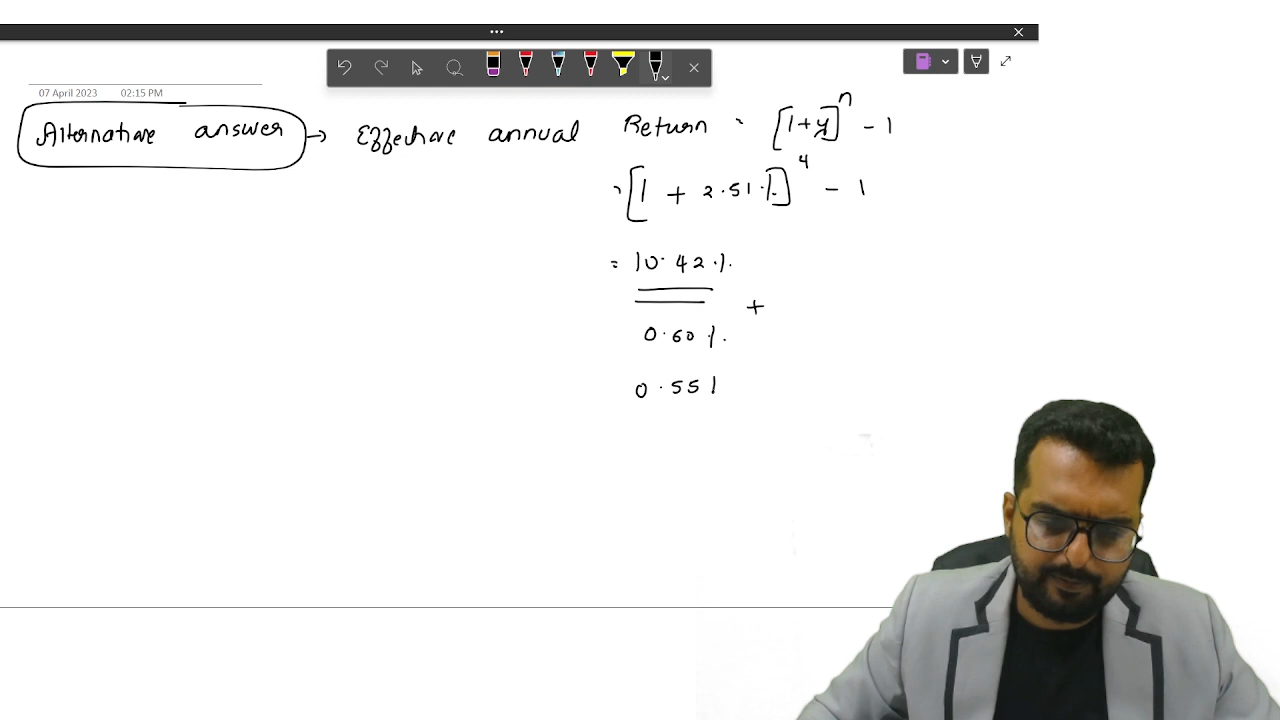 07 April 2023 02:15 PM
Alternative answer → Effective annual Return = [1+y]ⁿ - 1
= [1 + 2.51%]⁴ - 1
= 10.42%
+
0.60%
0.55%